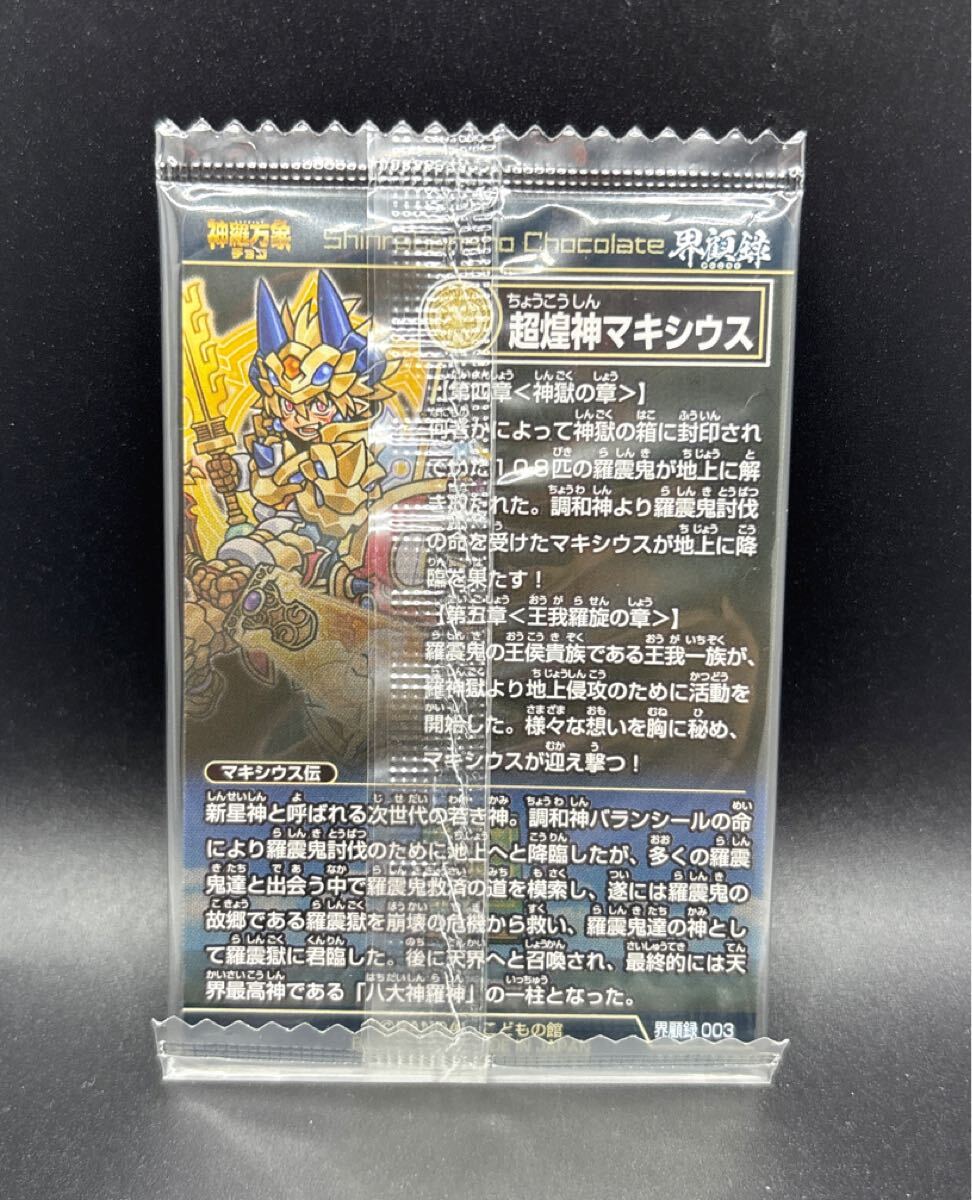 神羅万象
チョコ
Shinrabansho Chocolate 界顧録
ちょうこうしん
超煌神マキシウス
【第四章<神獄の章>】
何者かによって神獄の箱に封印され
てきた108匹の羅震鬼が地上に解
き放たれた。調和神より羅震鬼討伐
の命を受けたマキシウスが地上に降
臨を果たす！
【第五章<王我羅旋の章>】
羅震鬼の王侯貴族である王我一族が、
羅神獄より地上侵攻のために活動を
開始した。様々な想いを胸に秘め、
マキシウスが迎え撃つ！
マキシウス伝
新星神と呼ばれる次世代の若き神。調和神バランシールの命
により羅震鬼討伐のために地上へと降臨したが、多くの羅震
鬼達と出会う中で羅震鬼救済の道を模索し、遂には羅震鬼の
故郷である羅震獄を崩壊の危機から救い、羅震鬼達の神とし
て羅震獄に君臨した。後に天界へと召喚され、最終的には天
界最高神である「八大神羅神」の一柱となった。
こどもの館
界顧録 003